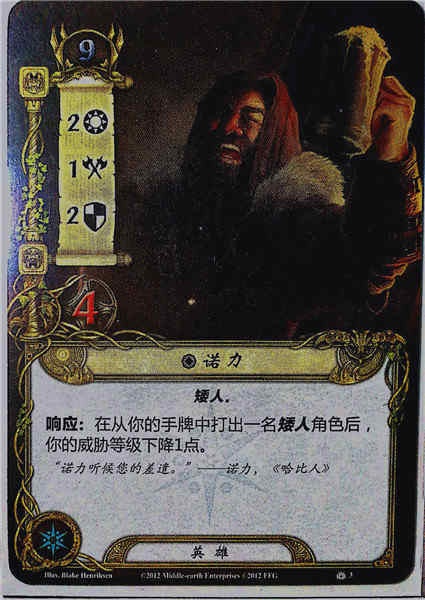 9
2
1
2
4
诺力
矮人。
响应：在从你的手牌中打出一名矮人角色后，
你的威胁等级下降1点。
“诺力听候您的差遣。”——诺力，《哈比人》
英雄
Illus. Blake Henriksen ©2012 Middle-earth Enterprises ©2012 FFG 3